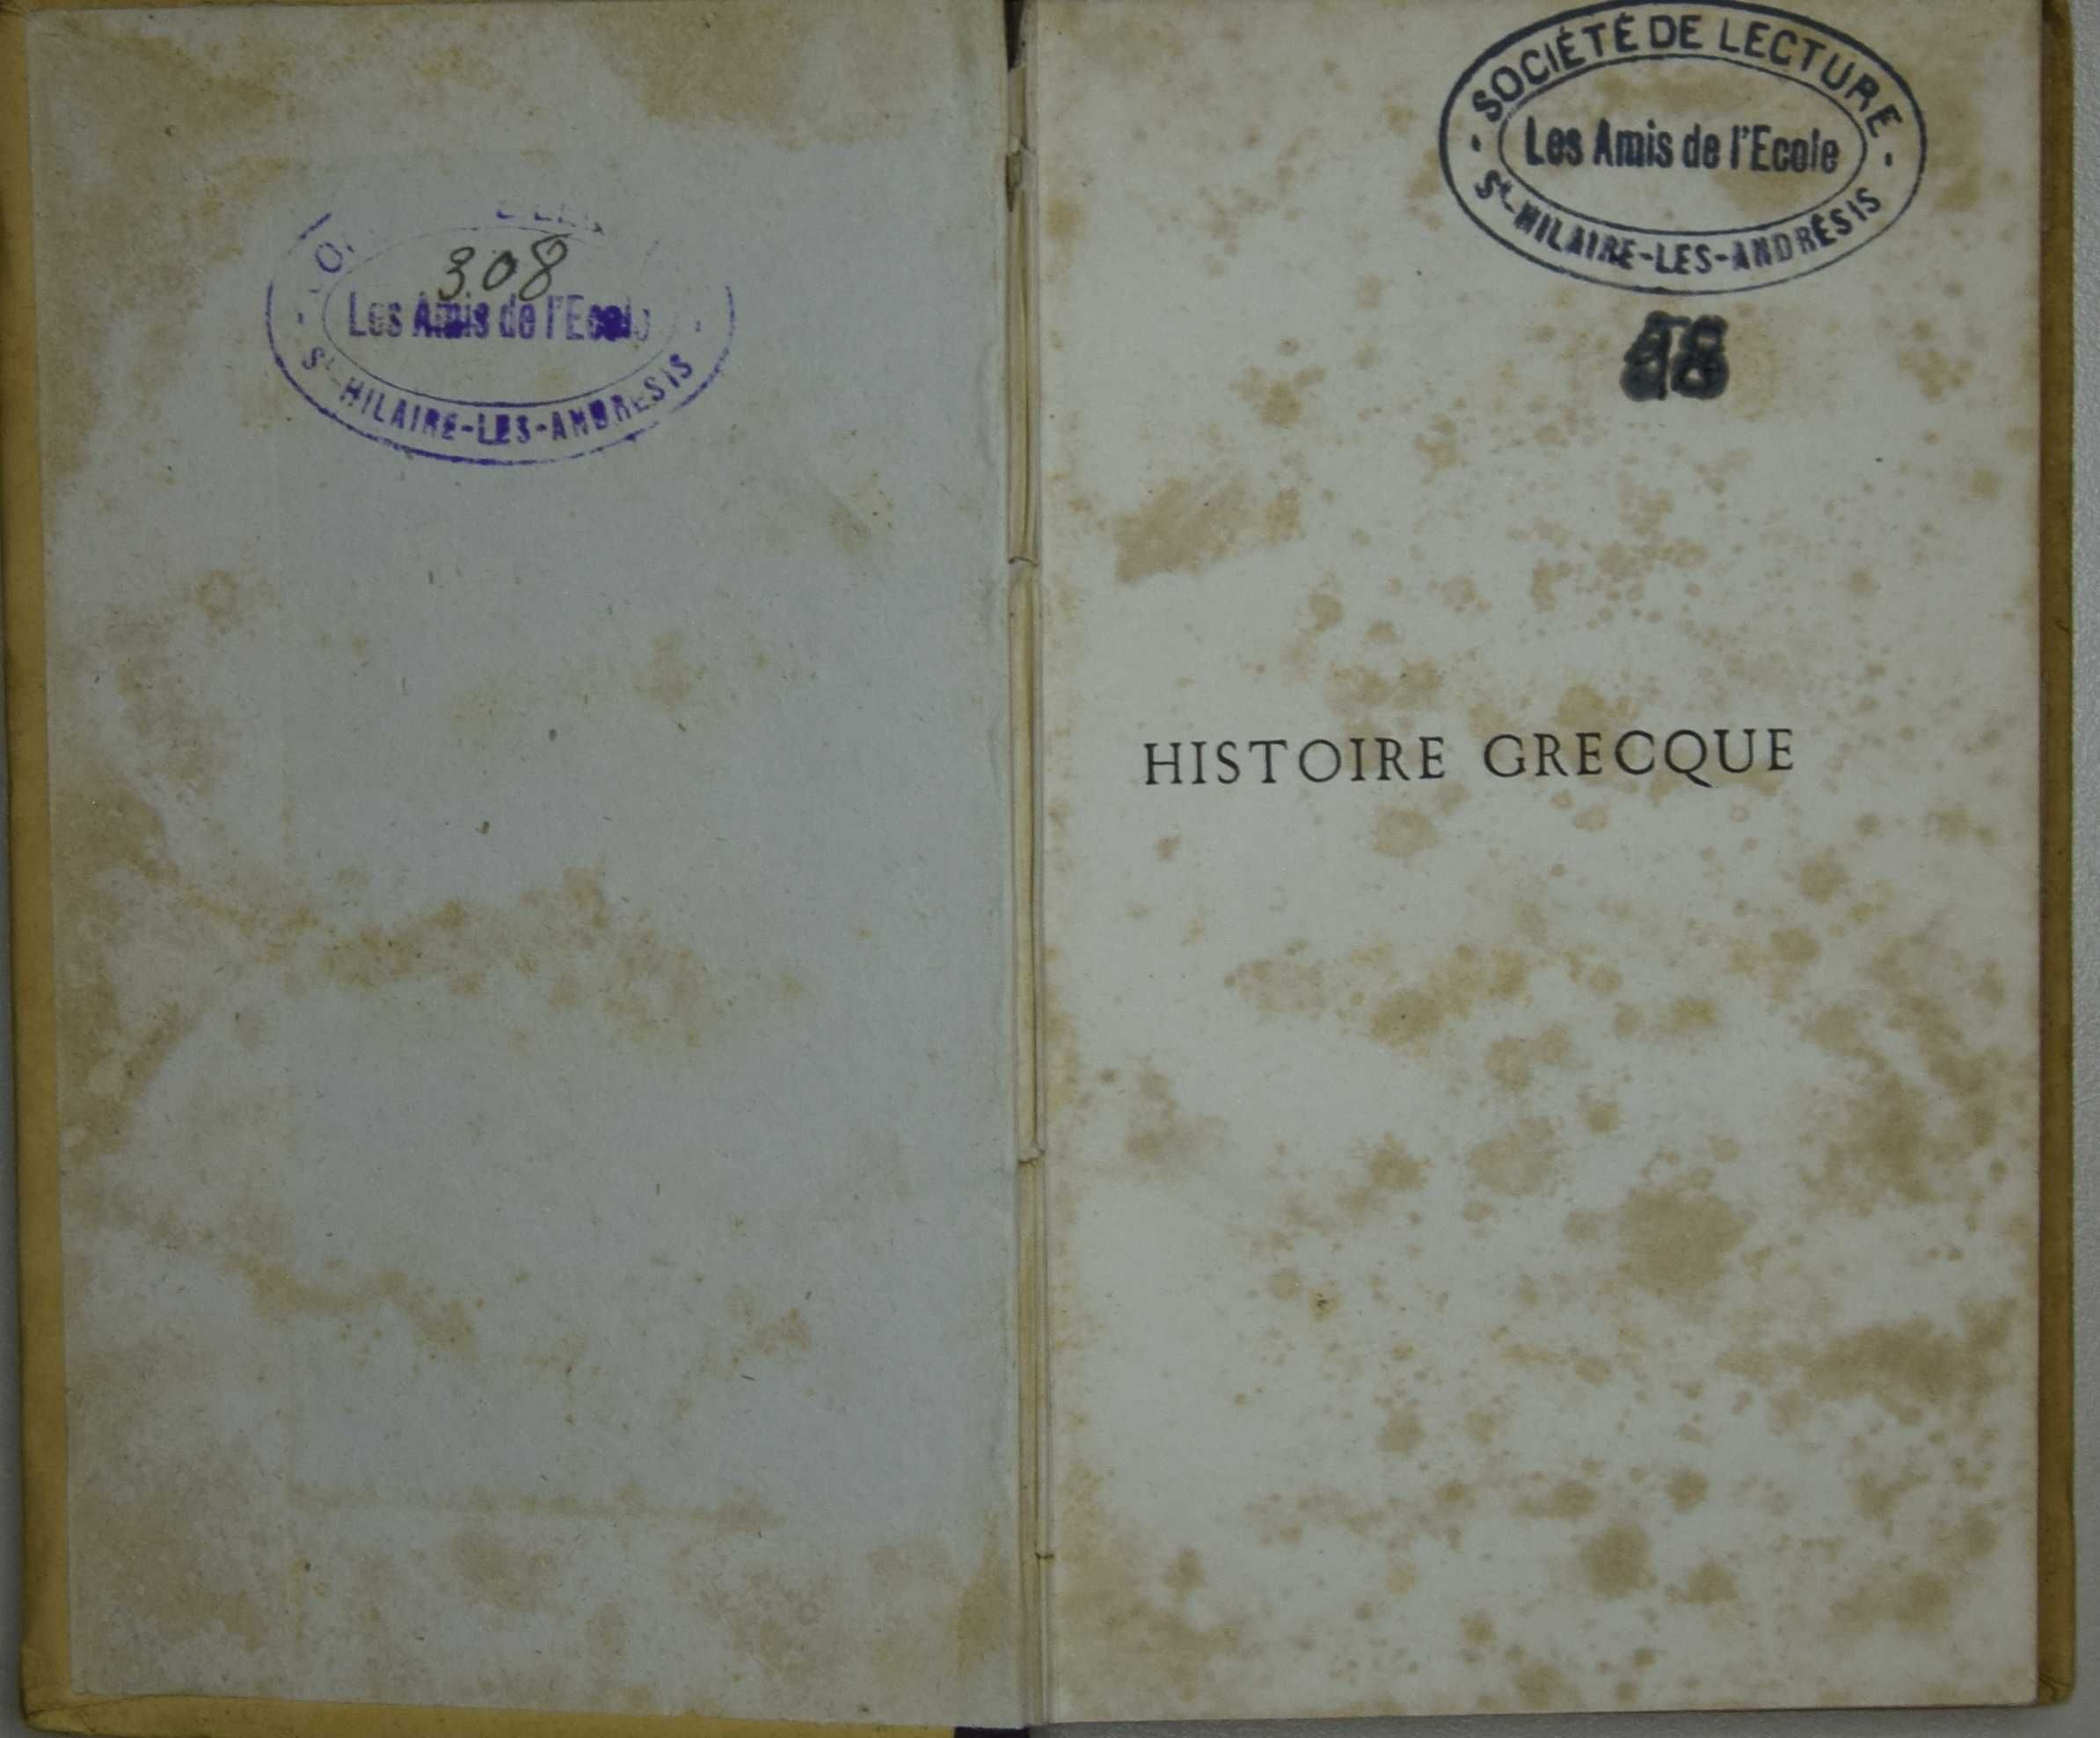 308
Les Amis de l'Ecole
St-HILAIRE-LES-ANDRÉSIS
SOCIÉTÉ DE LECTURE
Les Amis de l'Ecole
St-HILAIRE-LES-ANDRÉSIS
HISTOIRE GRECQUE